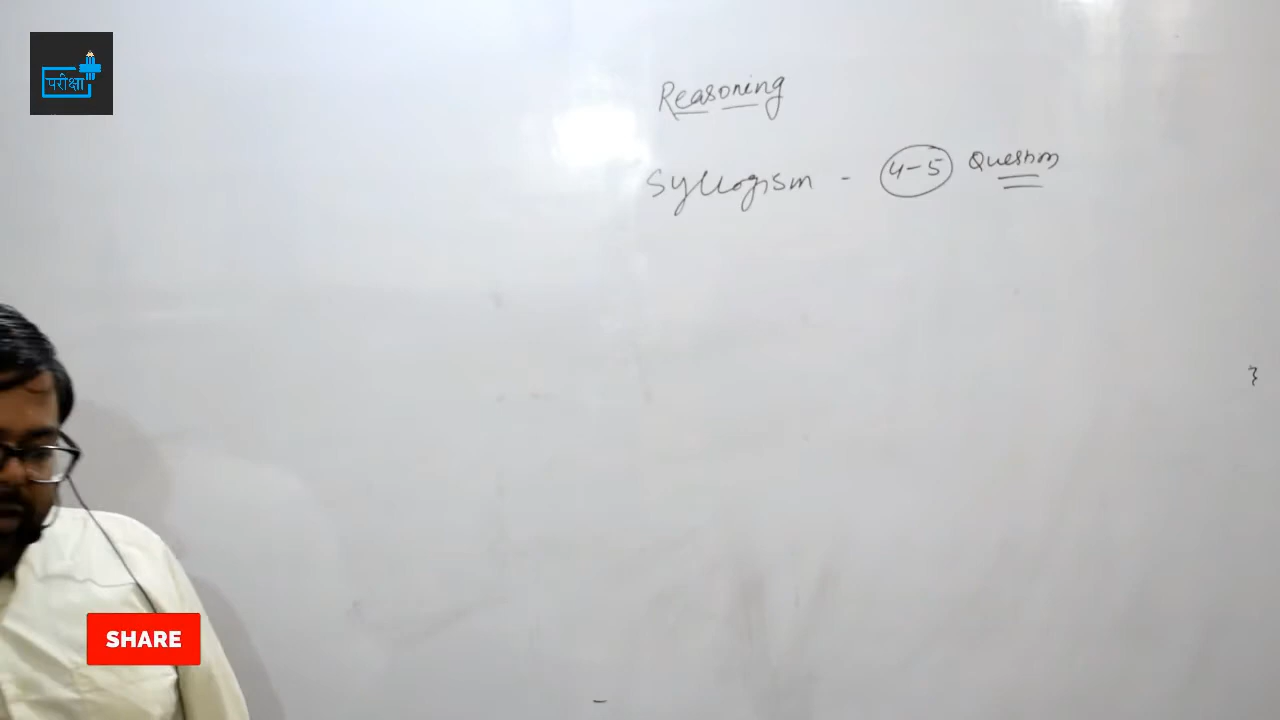 परीक्षा
Reasoning
Syllogism - 4-5 Question
SHARE